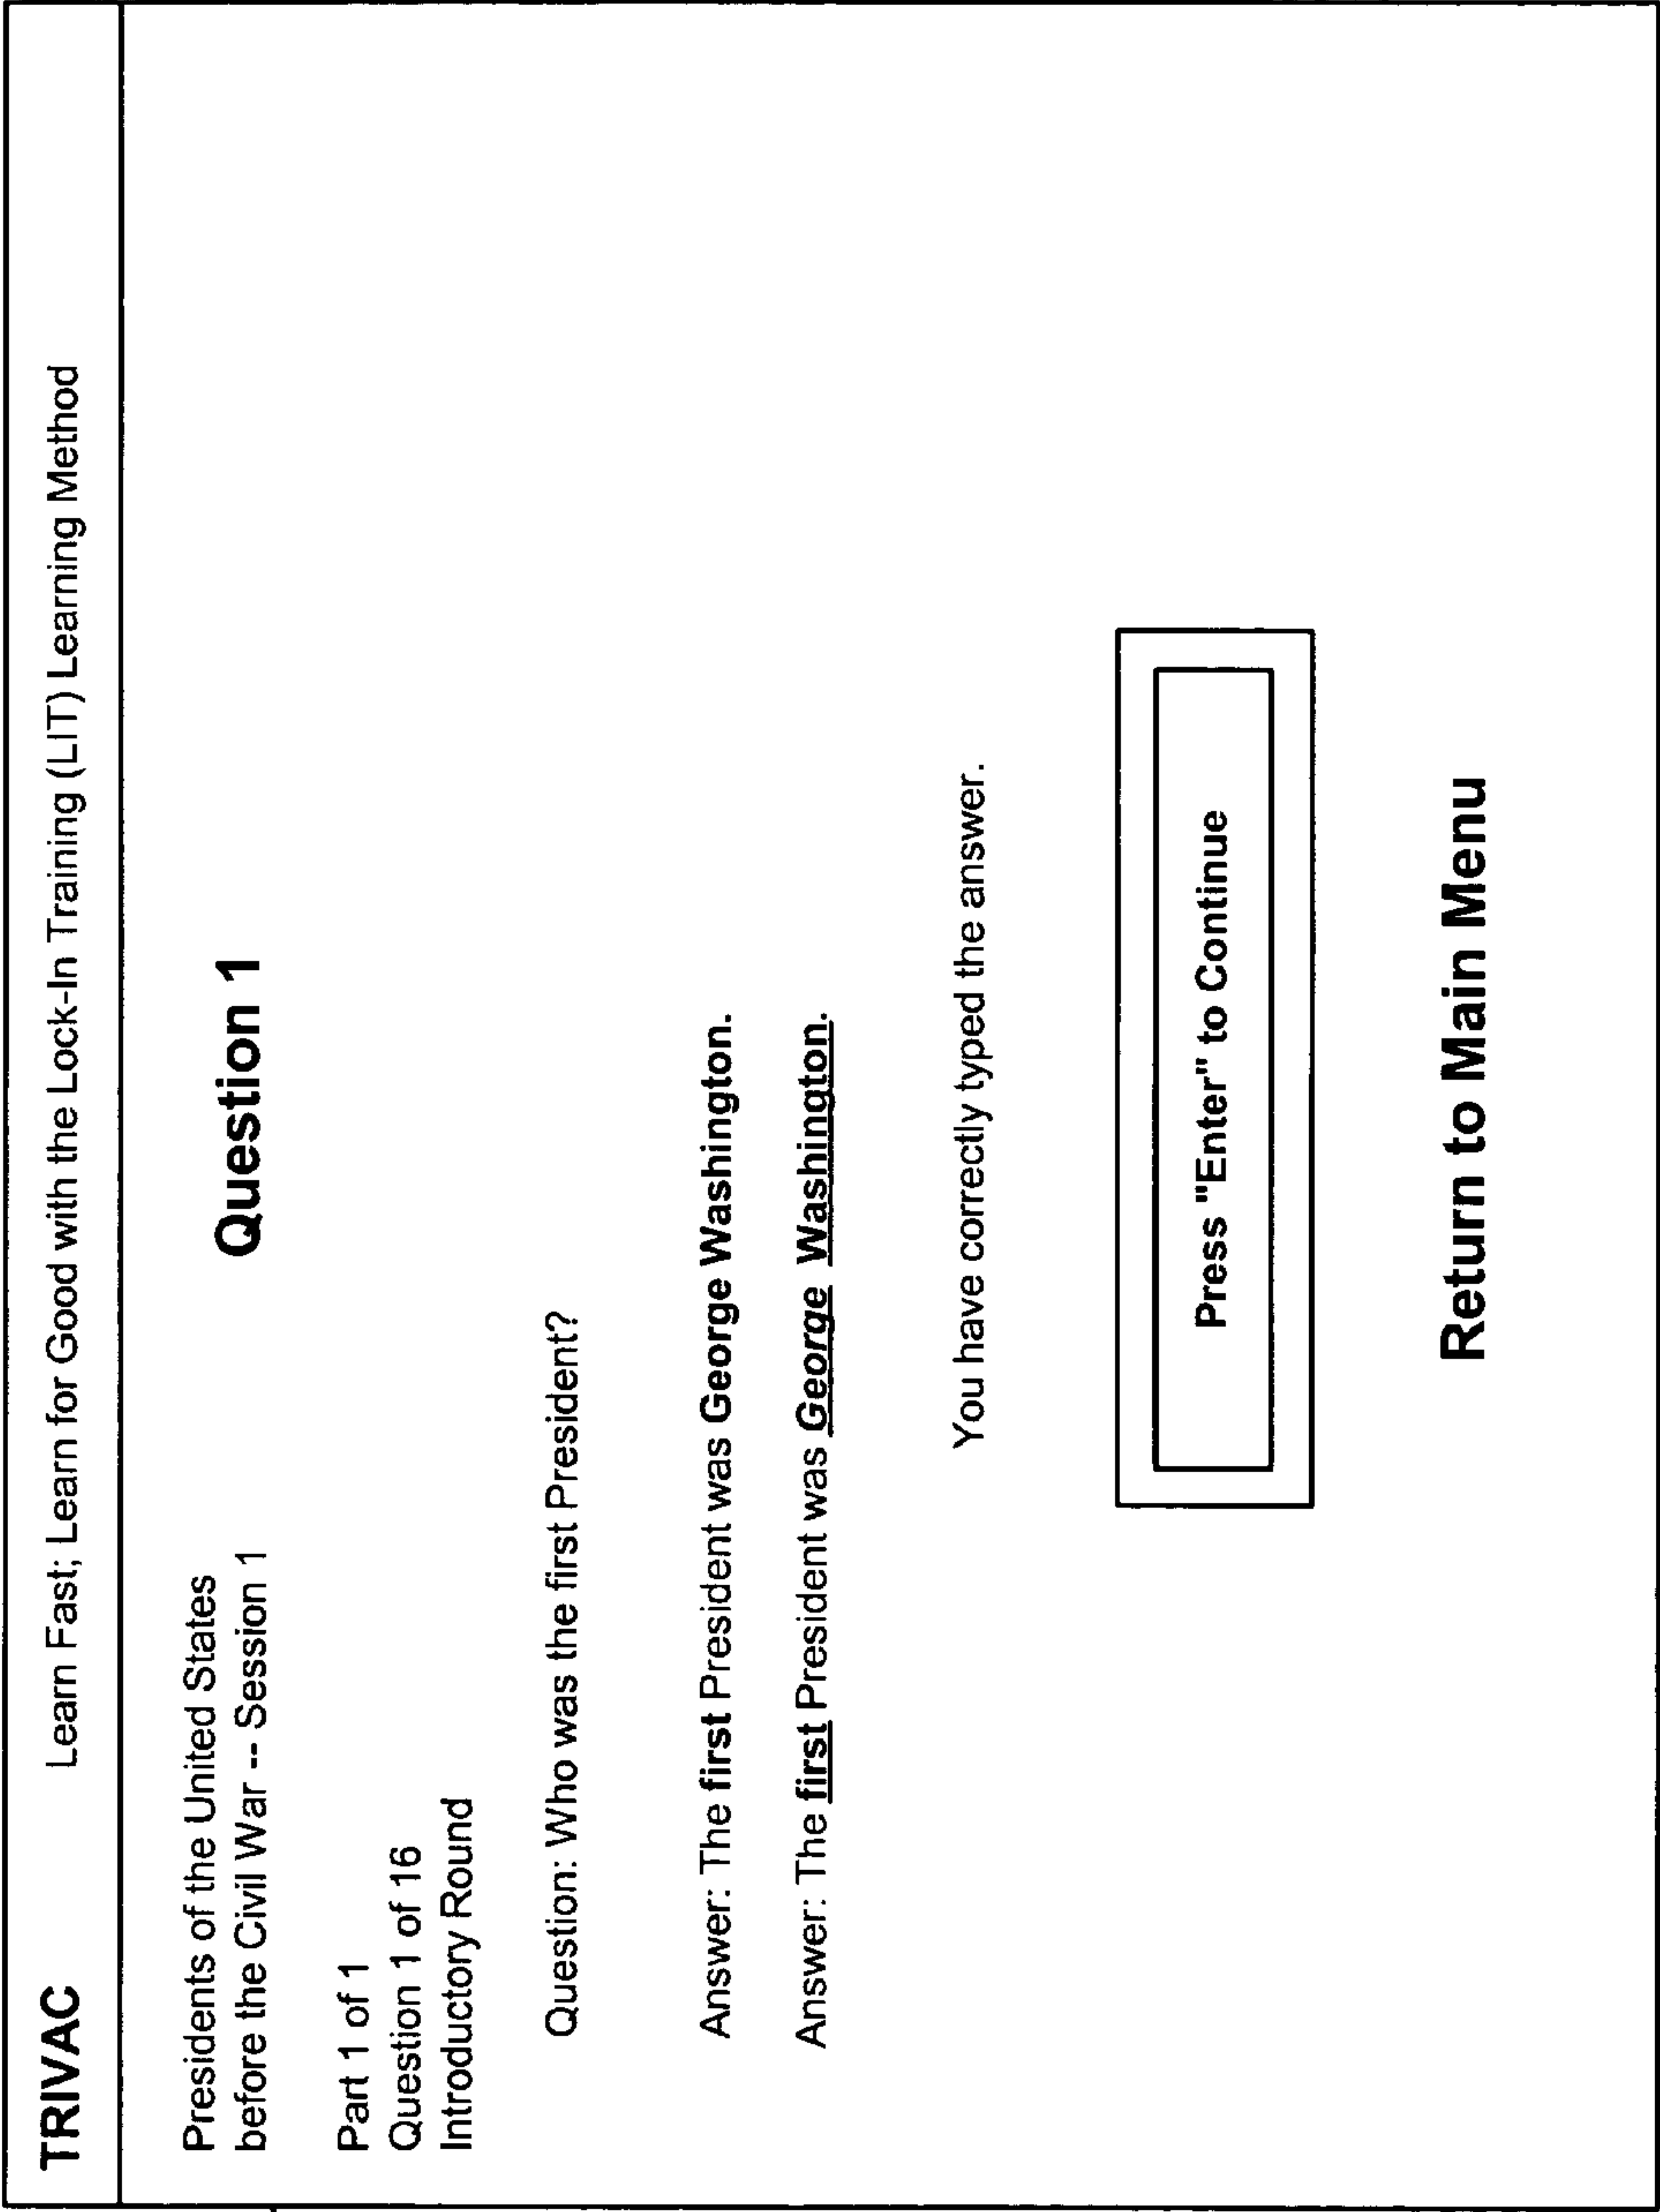 TRIVAC Learn Fast; Learn for Good with the Lock-In Training (LIT) Learning Method
Presidents of the United States
before the Civil War -- Session 1
Question 1
Part 1 of 1
Question 1 of 16
Introductory Round
Question: Who was the first President?
Answer: The first President was George Washington.
Answer: The first President was George Washington.
You have correctly typed the answer.
Press "Enter" to Continue
Return to Main Menu